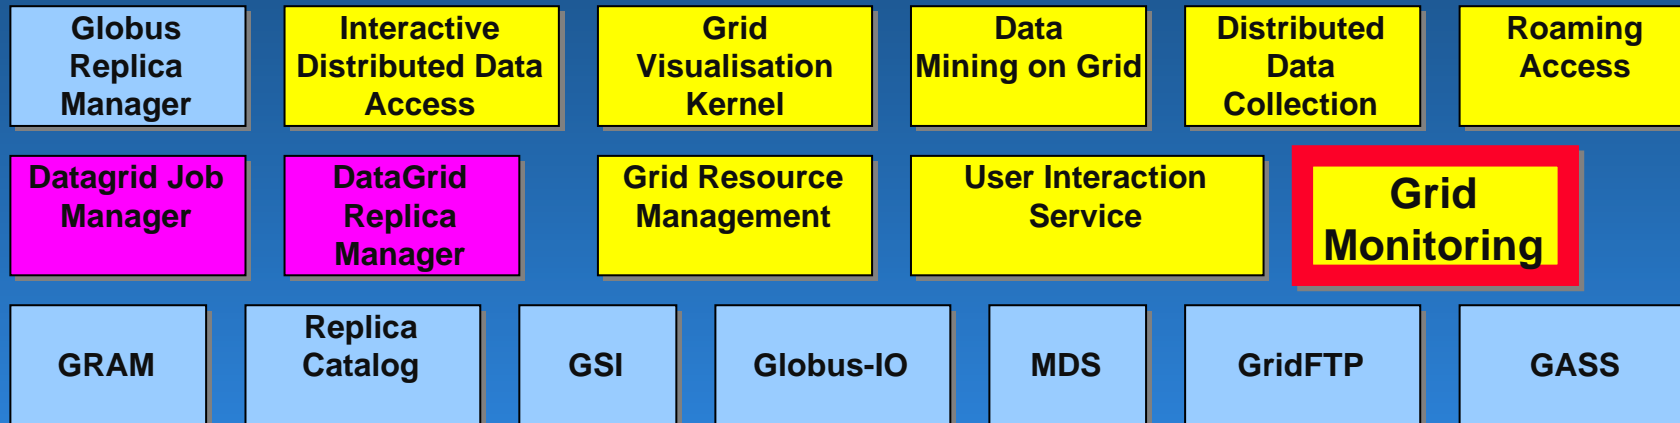 Globus
Replica
Manager
Interactive
Distributed Data
Access
Grid
Visualisation
Kernel
Data
Mining on Grid
Distributed
Data
Collection
Roaming
Access
Datagrid Job
Manager
DataGrid
Replica
Manager
Grid Resource
Management
User Interaction
Service
Grid
Monitoring
GRAM
Replica
Catalog
GSI
Globus-IO
MDS
GridFTP
GASS